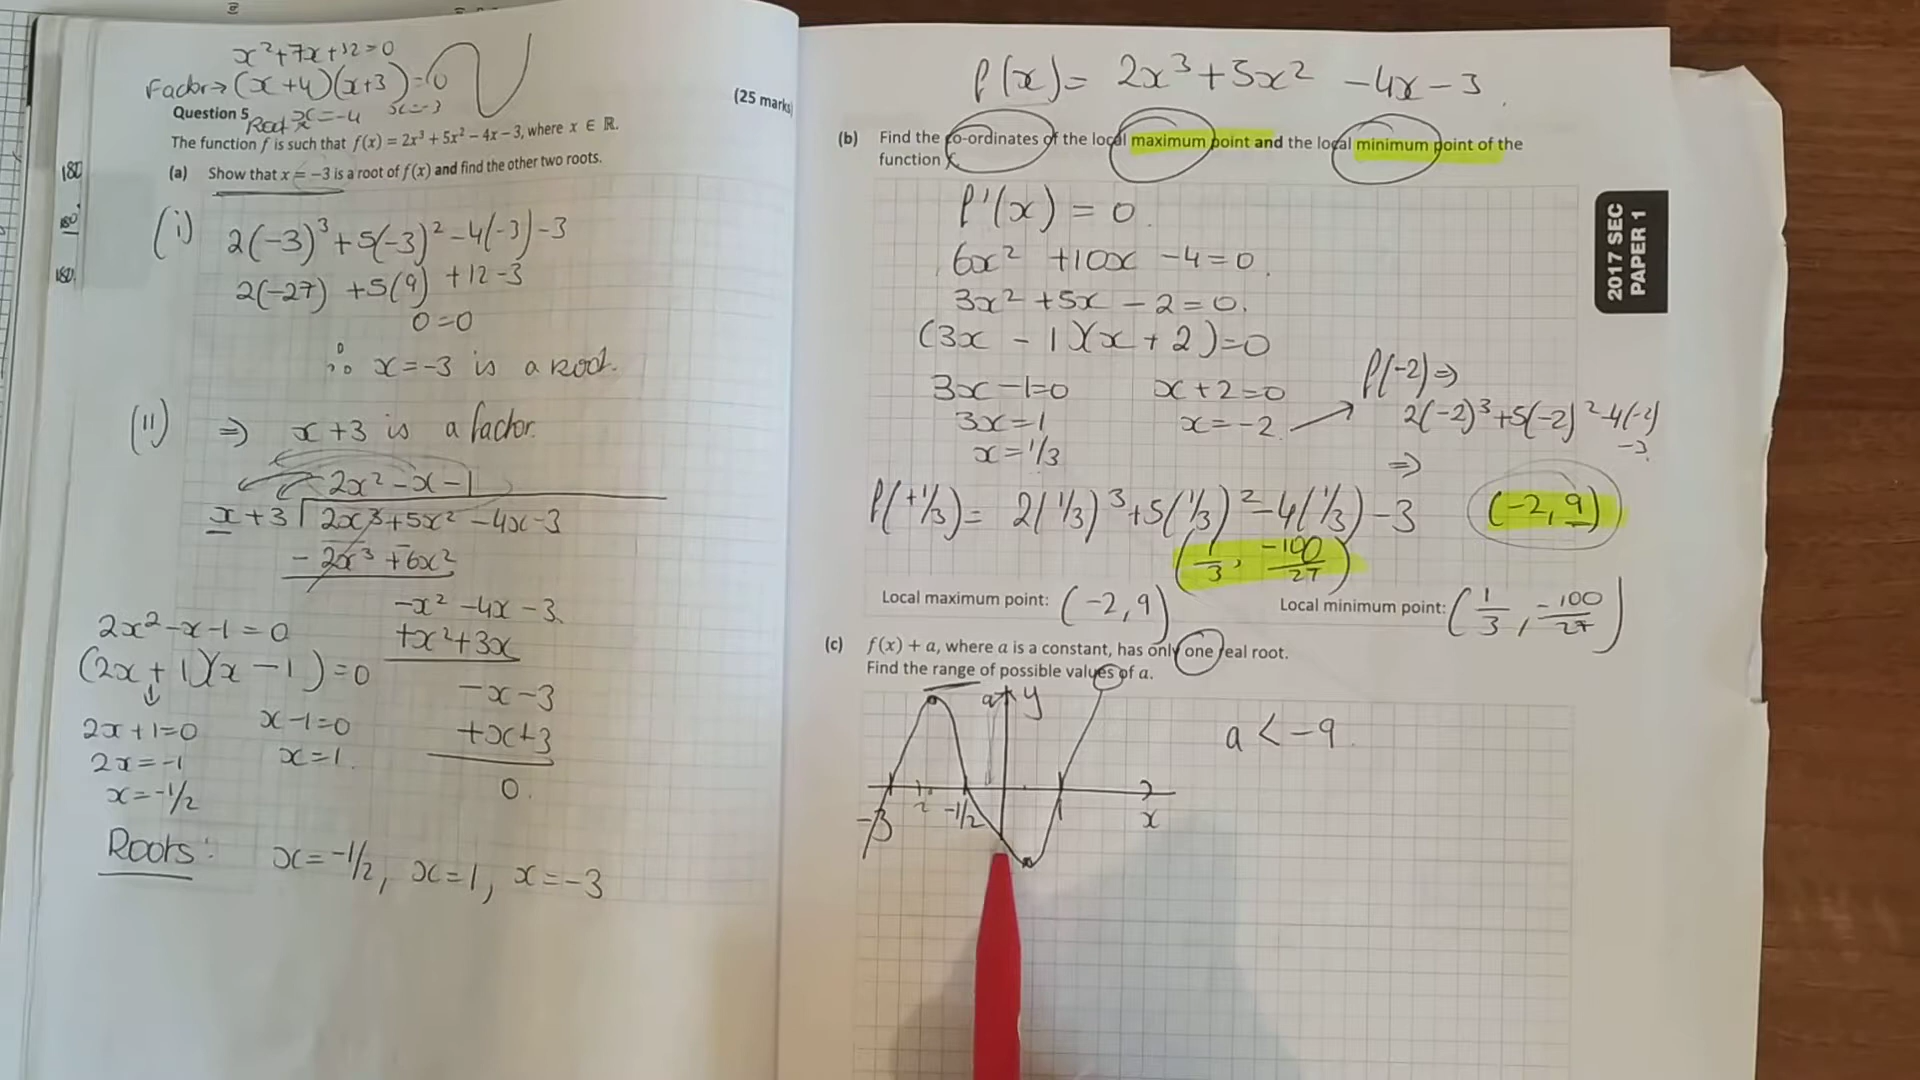 x²+7x+12=0
Factor→(x+4)(x+3)=0
Root x=-4 x=-3
(25 marks)
Question 5
The function f is such that f(x) = 2x³ + 5x² − 4x − 3, where x ∈ ℝ.
(a) Show that x = −3 is a root of f(x) and find the other two roots.
180
180
180
(i) 2(-3)³+5(-3)²-4(-3)-3
2(-27) +5(9) +12-3
0=0
∴ x=-3 is a root.
(ii) ⇒ x+3 is a factor.
2x²-x-1
x+3 2x³+5x²-4x-3
-2x³+6x²
-x²-4x-3
+x²+3x
-x-3
+x+3
0.
2x²-x-1=0
(2x+1)(x-1)=0
2x+1=0 x-1=0
2x=-1 x=1.
x=-1/2
Roots: x=-1/2, x=1, x=-3
f(x)= 2x³+5x²-4x-3
(b) Find the co-ordinates of the local maximum point and the local minimum point of the
function f.
f'(x)=0.
6x²+10x-4=0.
3x²+5x-2=0.
(3x-1)(x+2)=0
3x-1=0 x+2=0
3x=1 x=-2
x=1/3
f(-2)⇒
2(-2)³+5(-2)²-4(-2)
-3.
⇒
(-2,9)
f(+1/3)= 2(1/3)³+5(1/3)²-4(1/3)-3
(1/3, -100/27)
Local maximum point: (-2,9)
Local minimum point: (1/3, -100/27)
(c) f(x) + a, where a is a constant, has only one real root.
Find the range of possible values of a.
y
a < -9.
-3 -2 -1/2 1 x
2017 SEC
PAPER 1